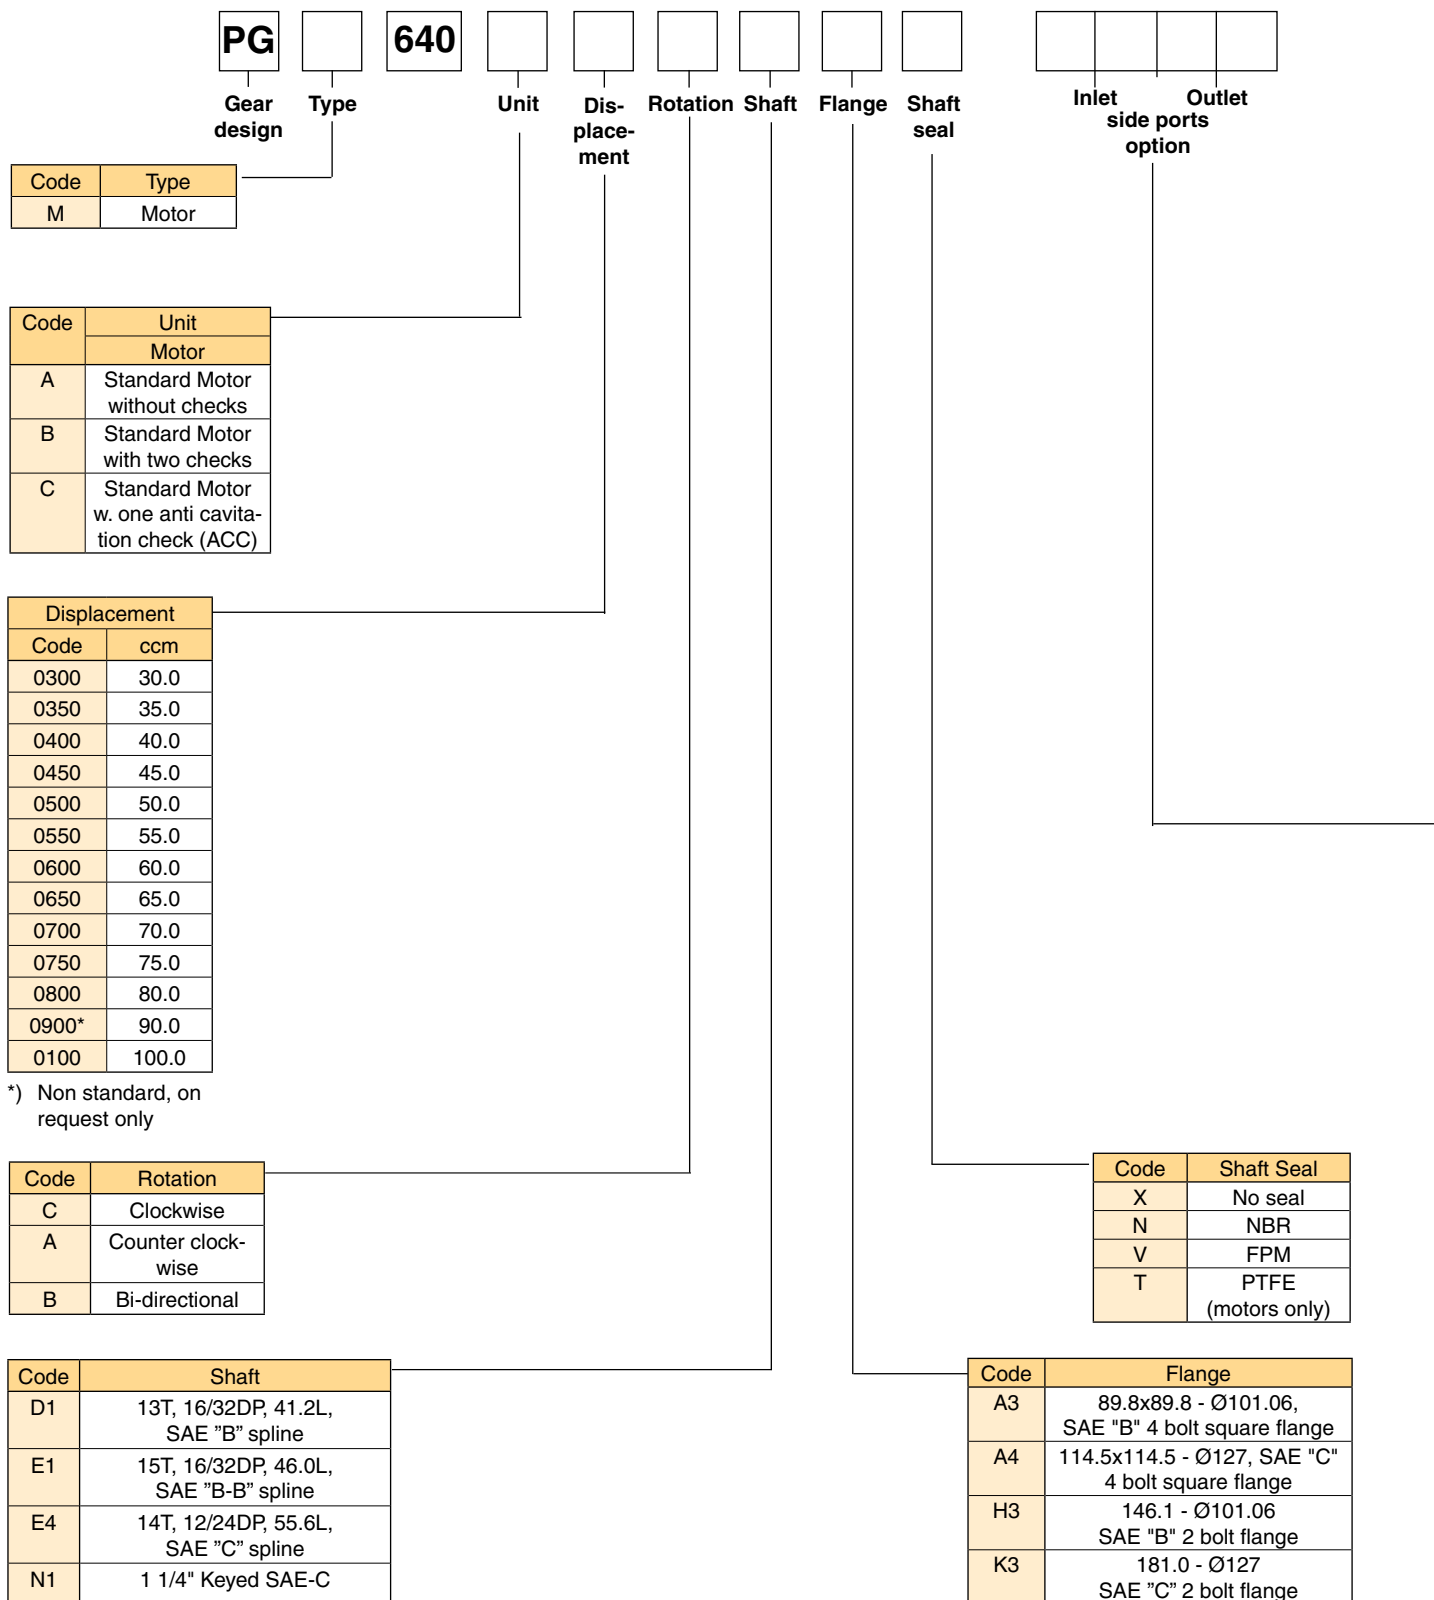 PG 640
Gear Type Unit Dis- Rotation Shaft Flange Shaft Inlet Outlet
design place- seal side ports
ment option
Code Type
M Motor
Code Unit
Motor
A Standard Motor
without checks
B Standard Motor
with two checks
C Standard Motor
w. one anti cavita-
tion check (ACC)
Displacement
Code ccm
0300 30.0
0350 35.0
0400 40.0
0450 45.0
0500 50.0
0550 55.0
0600 60.0
0650 65.0
0700 70.0
0750 75.0
0800 80.0
0900* 90.0
0100 100.0
*) Non standard, on
request only
Code Rotation
C Clockwise
A Counter clock-
wise
B Bi-directional
Code Shaft Seal
X No seal
N NBR
V FPM
T PTFE
(motors only)
Code Shaft
D1 13T, 16/32DP, 41.2L,
SAE ”B” spline
E1 15T, 16/32DP, 46.0L,
SAE ”B-B” spline
E4 14T, 12/24DP, 55.6L,
SAE ”C” spline
N1 1 1/4" Keyed SAE-C
Code Flange
A3 89.8x89.8 - Ø101.06,
SAE "B" 4 bolt square flange
A4 114.5x114.5 - Ø127, SAE "C"
4 bolt square flange
H3 146.1 - Ø101.06
SAE "B" 2 bolt flange
K3 181.0 - Ø127
SAE ”C” 2 bolt flange